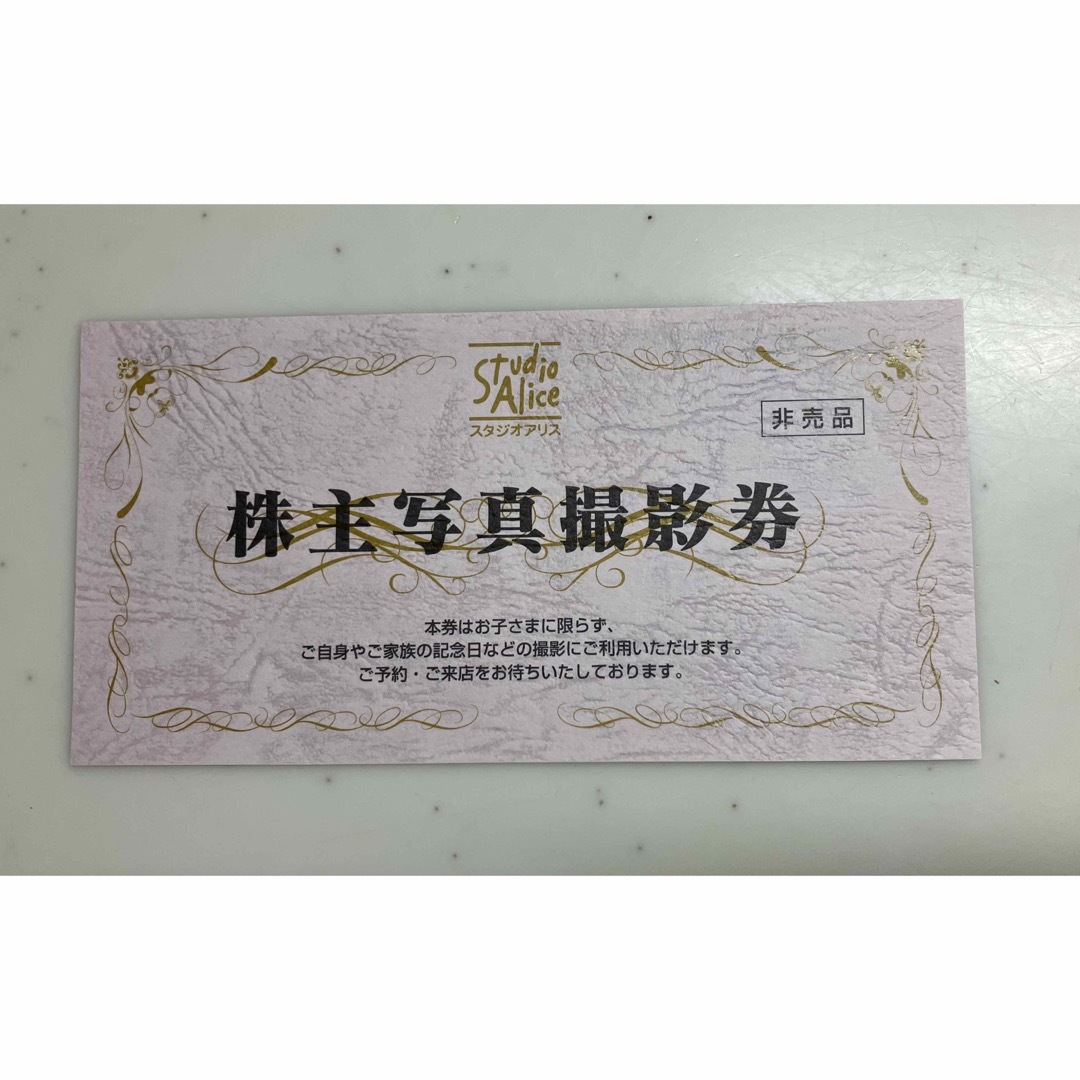 Studio
Alice
スタジオアリス
非売品
株主写真撮影券
本券はお子さまに限らず、
ご自身やご家族の記念日などの撮影にご利用いただけます。
ご予約・ご来店をお待ちいたしております。